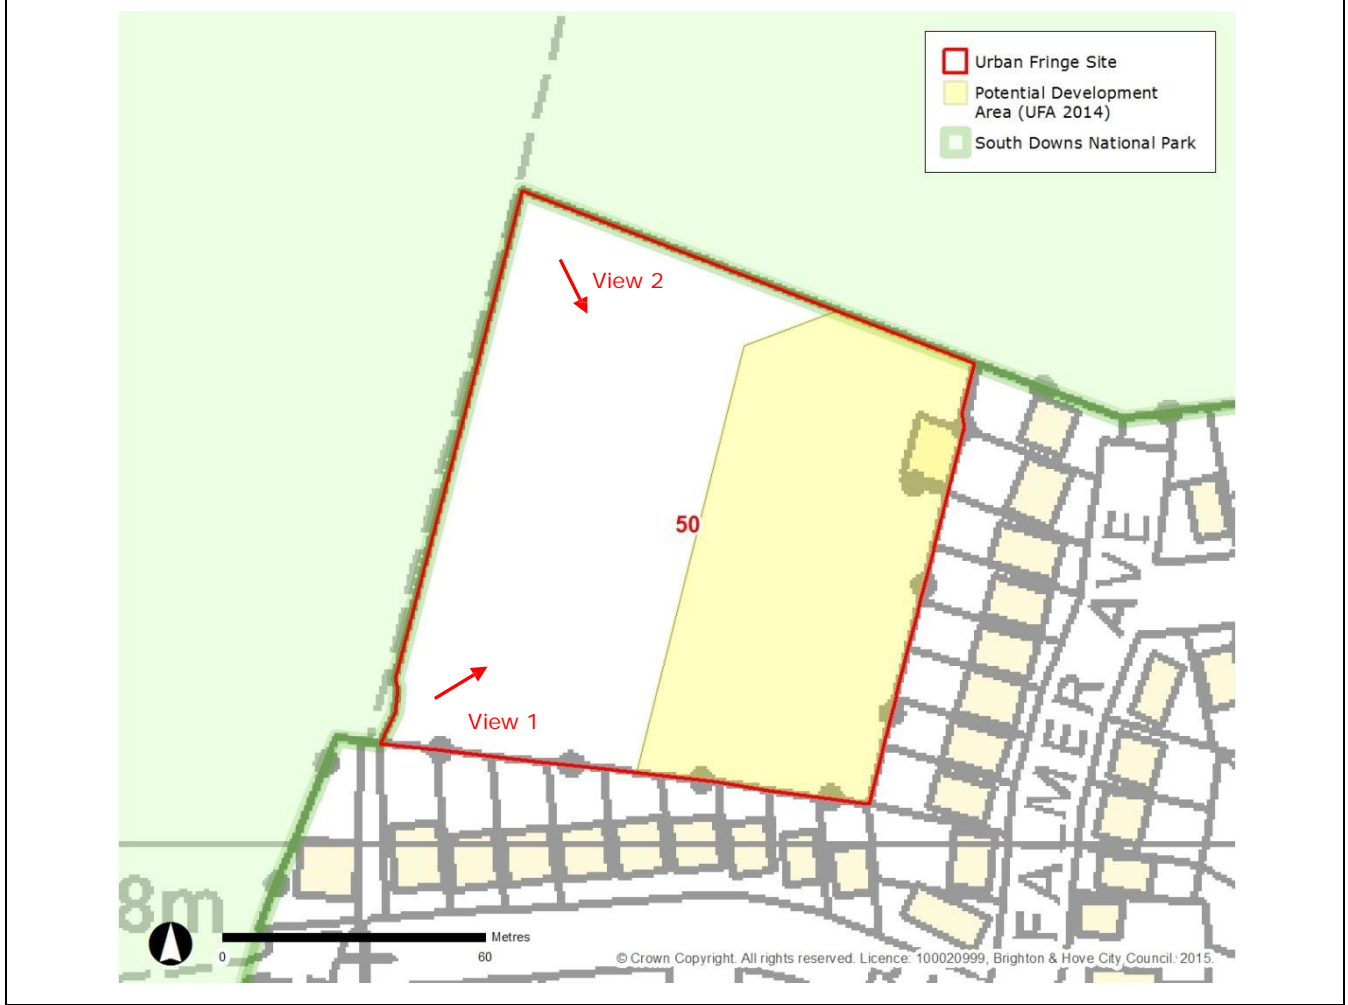 Urban Fringe Site
Potential Development
Area (UFA 2014)
South Downs National Park
View 2
50
View 1
FALMER AVE
8m
Metres
0
60
© Crown Copyright. All rights reserved. Licence: 100020999, Brighton & Hove City Council. 2015.